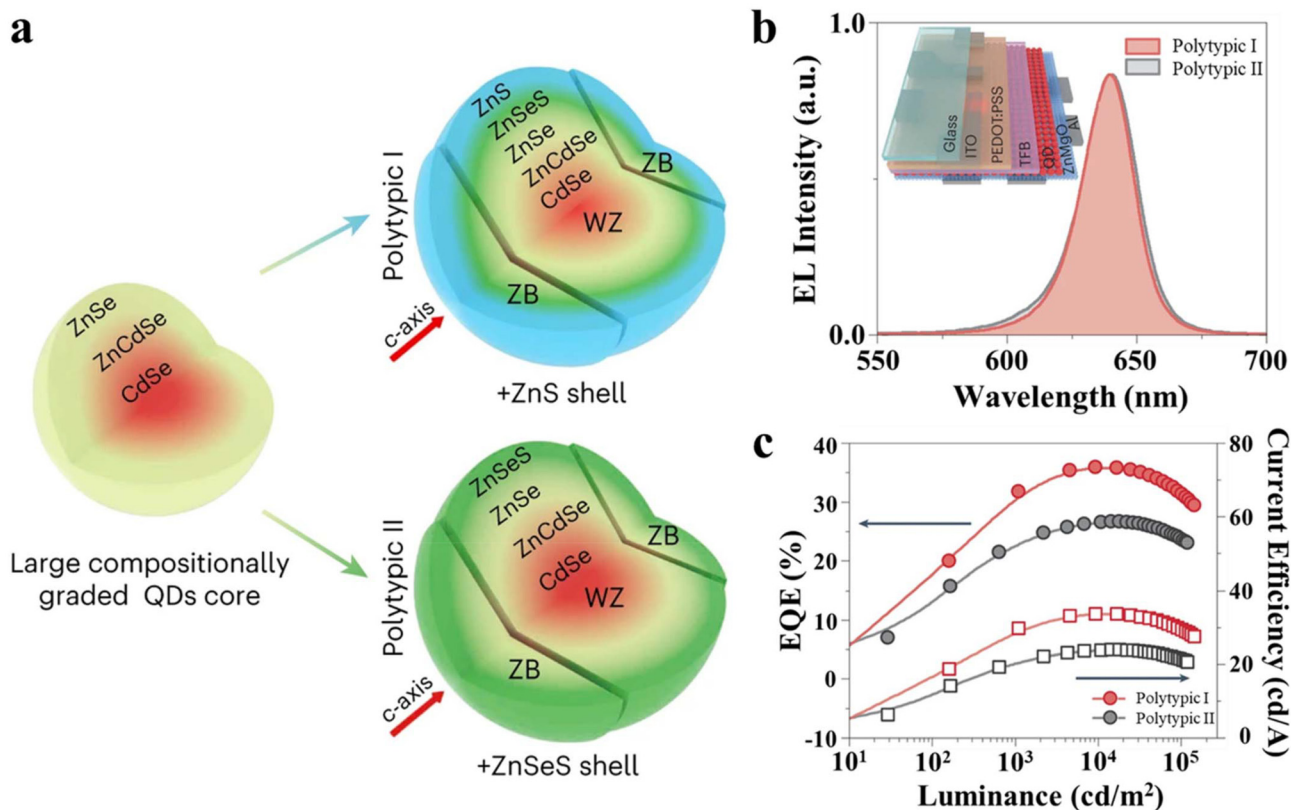 a
ZnSe
ZnCdSe
CdSe
Large compositionally
graded QDs core
Polytypic I
c-axis
ZnS
ZnSeS
ZnSe
ZnCdSe
CdSe
WZ
ZB
ZB
+ZnS shell
Polytypic II
c-axis
ZnSeS
ZnSe
ZnCdSe
CdSe
WZ
ZB
ZB
+ZnSeS shell
b
EL Intensity (a.u.)
1.0
0.0
Glass
ITO
PEDOT:PSS
TFB
QD
ZnMgO
Al
Polytypic I
Polytypic II
550
600
650
700
Wavelength (nm)
c
EQE (%)
40
30
20
10
0
-10
80
60
40
20
0
Current Efficiency (cd/A)
Polytypic I
Polytypic II
10¹
10²
10³
10⁴
10⁵
Luminance (cd/m²)